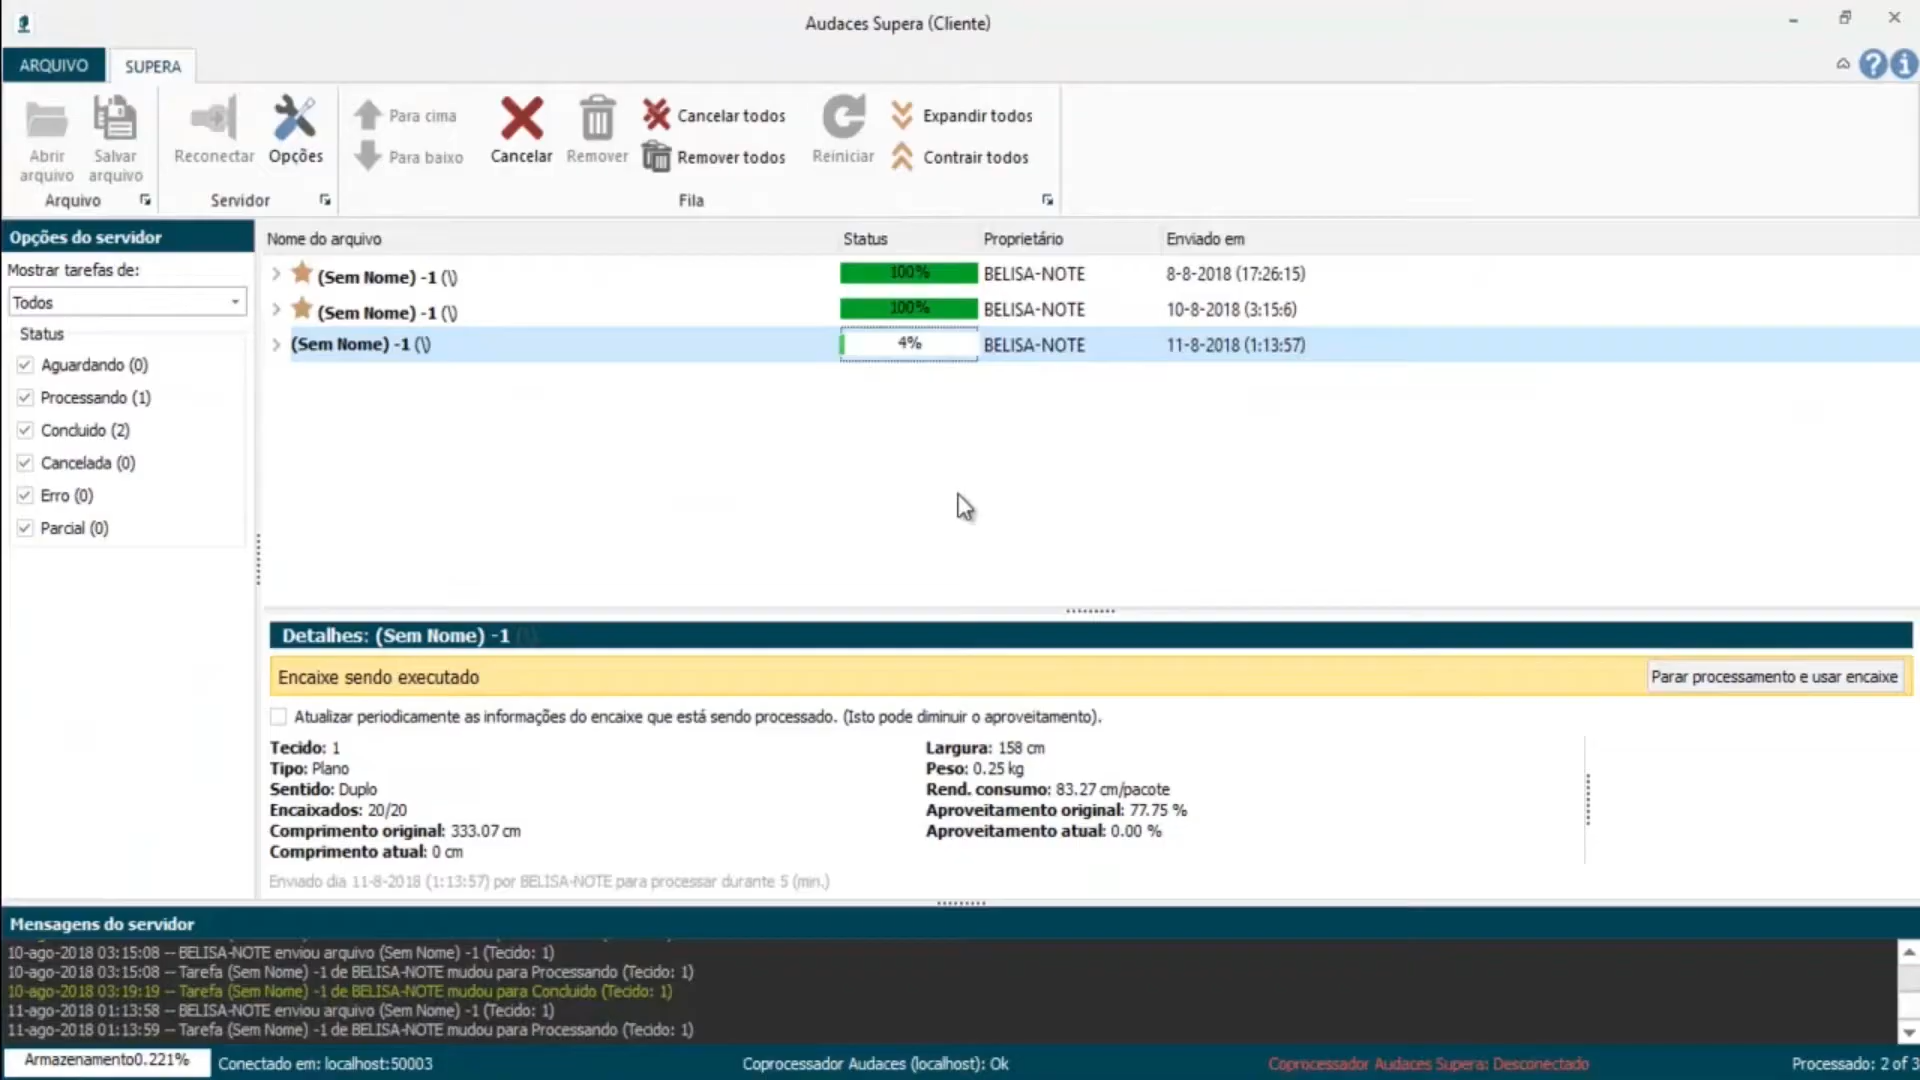 Audaces Supera (Cliente)
ARQUIVO
SUPERA
Abrir arquivo
Salvar arquivo
Arquivo
Reconectar
Opções
Servidor
Para cima
Para baixo
Cancelar
Remover
Cancelar todos
Remover todos
Reiniciar
Expandir todos
Contrair todos
Fila
Opções do servidor
Mostrar tarefas de:
Todos
Status
Aguardando (0)
Processando (1)
Concluido (2)
Cancelada (0)
Erro (0)
Parcial (0)
Nome do arquivo Status Proprietário Enviado em
(Sem Nome) -1 (\) 100% BELISA-NOTE 8-8-2018 (17:26:15)
(Sem Nome) -1 (\) 100% BELISA-NOTE 10-8-2018 (3:15:6)
(Sem Nome) -1 (\) 4% BELISA-NOTE 11-8-2018 (1:13:57)
Detalhes: (Sem Nome) -1 (\)
Encaixe sendo executado
Parar processamento e usar encaixe
Atualizar periodicamente as informações do encaixe que está sendo processado. (Isto pode diminuir o aproveitamento).
Tecido: 1
Tipo: Plano
Sentido: Duplo
Encaixados: 20/20
Comprimento original: 333.07 cm
Comprimento atual: 0 cm
Largura: 158 cm
Peso: 0.25 kg
Rend. consumo: 83.27 cm/pacote
Aproveitamento original: 77.75 %
Aproveitamento atual: 0.00 %
Enviado dia 11-8-2018 (1:13:57) por BELISA-NOTE para processar durante 5 (min.)
Mensagens do servidor
10-ago-2018 03:15:08 -- BELISA-NOTE enviou arquivo (Sem Nome) -1 (Tecido: 1)
10-ago-2018 03:15:08 -- Tarefa (Sem Nome) -1 de BELISA-NOTE mudou para Processando (Tecido: 1)
10-ago-2018 03:19:19 -- Tarefa (Sem Nome) -1 de BELISA-NOTE mudou para Concluido (Tecido: 1)
11-ago-2018 01:13:58 -- BELISA-NOTE enviou arquivo (Sem Nome) -1 (Tecido: 1)
11-ago-2018 01:13:59 -- Tarefa (Sem Nome) -1 de BELISA-NOTE mudou para Processando (Tecido: 1)
Armazenamento0.221% Conectado em: localhost:50003 Coprocessador Audaces (localhost): Ok Coprocessador Audaces Supera: Desconectado Processado: 2 of 3